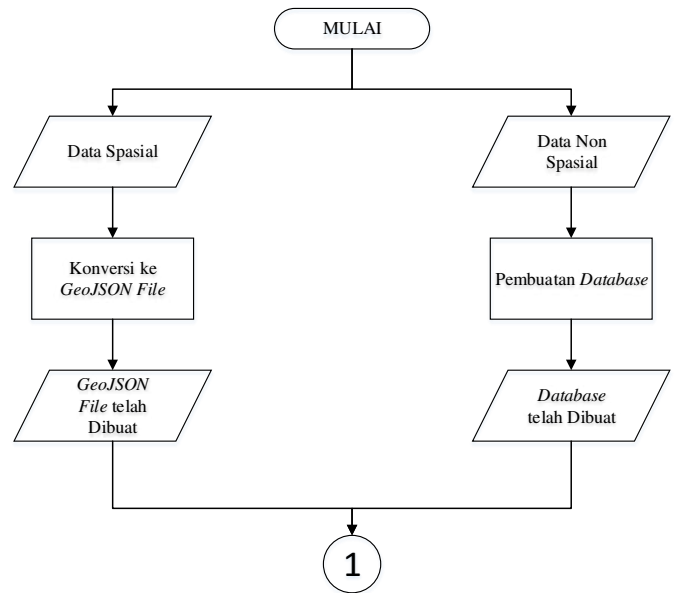 MULAI
Data Spasial
Data Non
Spasial
Konversi ke
GeoJSON File
Pembuatan Database
GeoJSON
File telah
Dibuat
Database
telah Dibuat
1